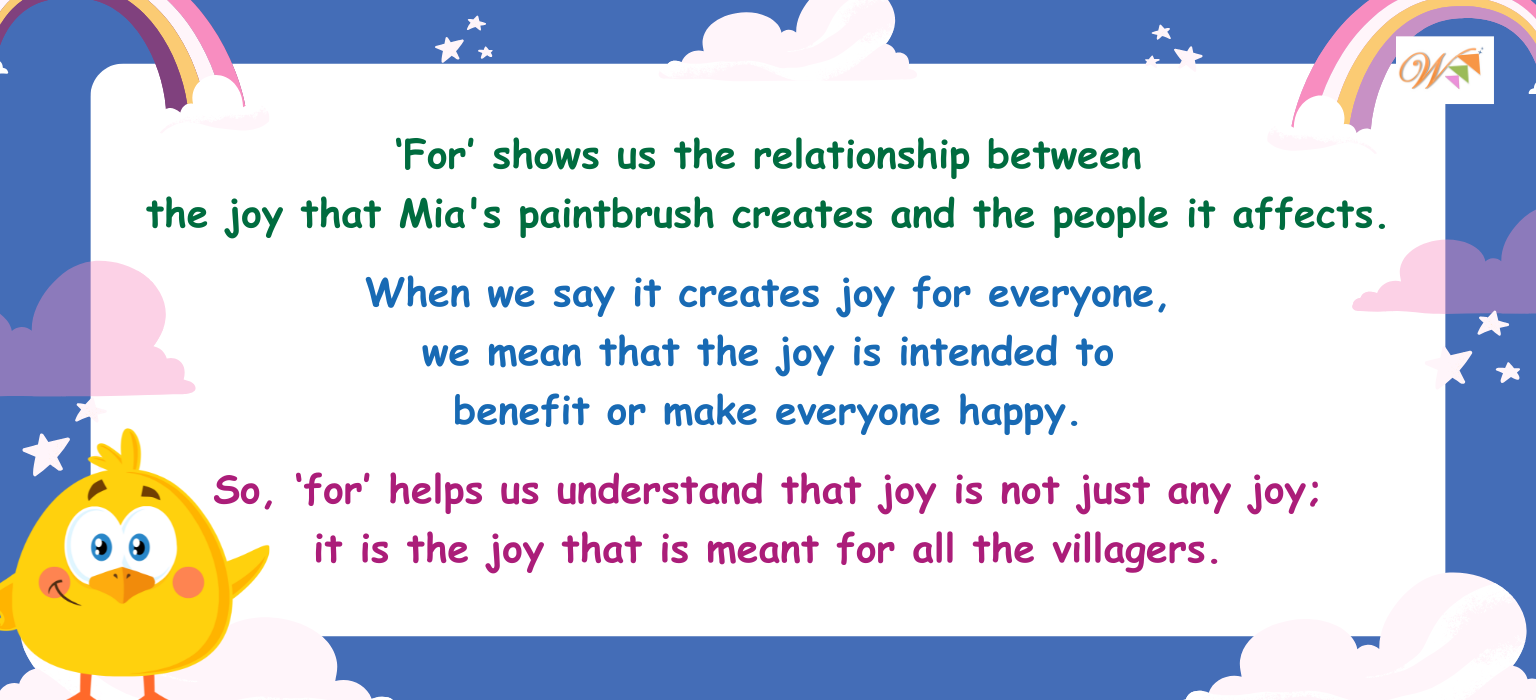 ‘For’ shows us the relationship between
the joy that Mia's paintbrush creates and the people it affects.
When we say it creates joy for everyone,
we mean that the joy is intended to
benefit or make everyone happy.
So, ‘for’ helps us understand that joy is not just any joy;
it is the joy that is meant for all the villagers.
W